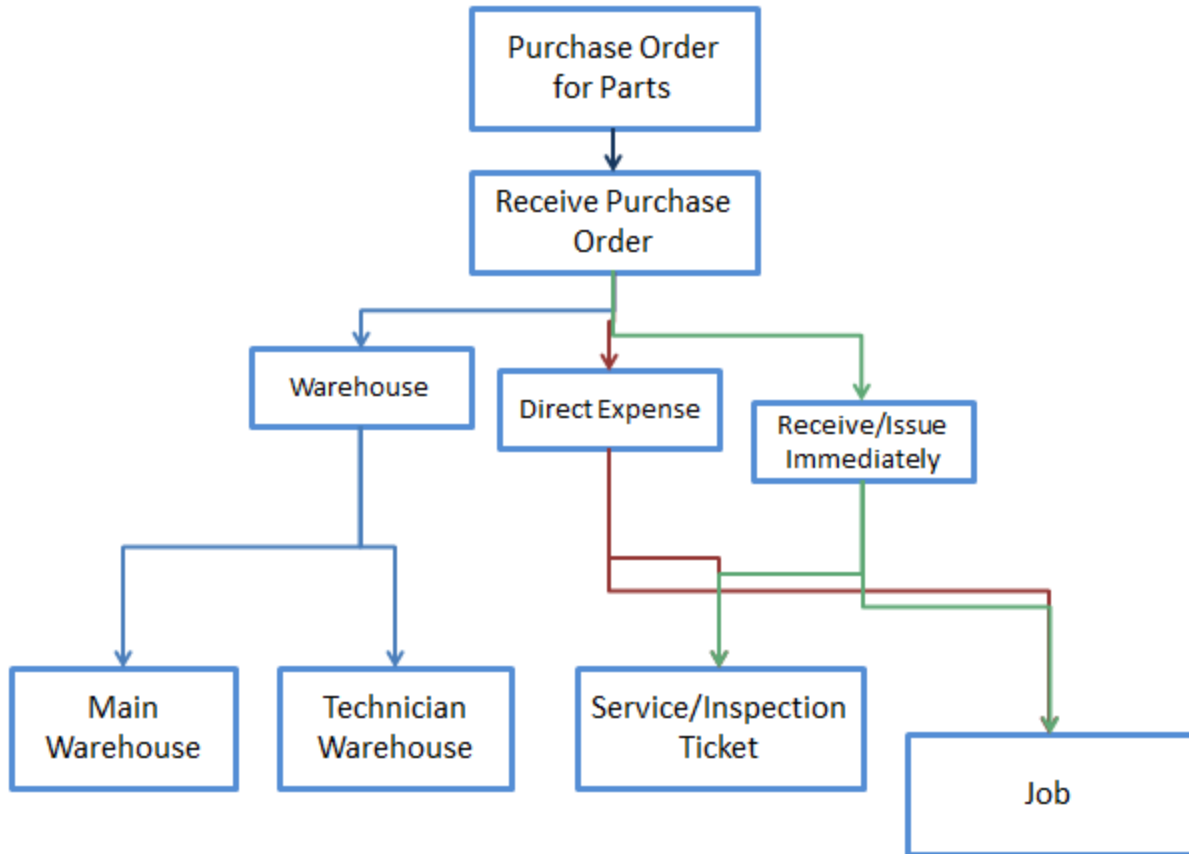 Purchase Order
for Parts
Receive Purchase
Order
Warehouse
Direct Expense
Receive/Issue
Immediately
Main
Warehouse
Technician
Warehouse
Service/Inspection
Ticket
Job